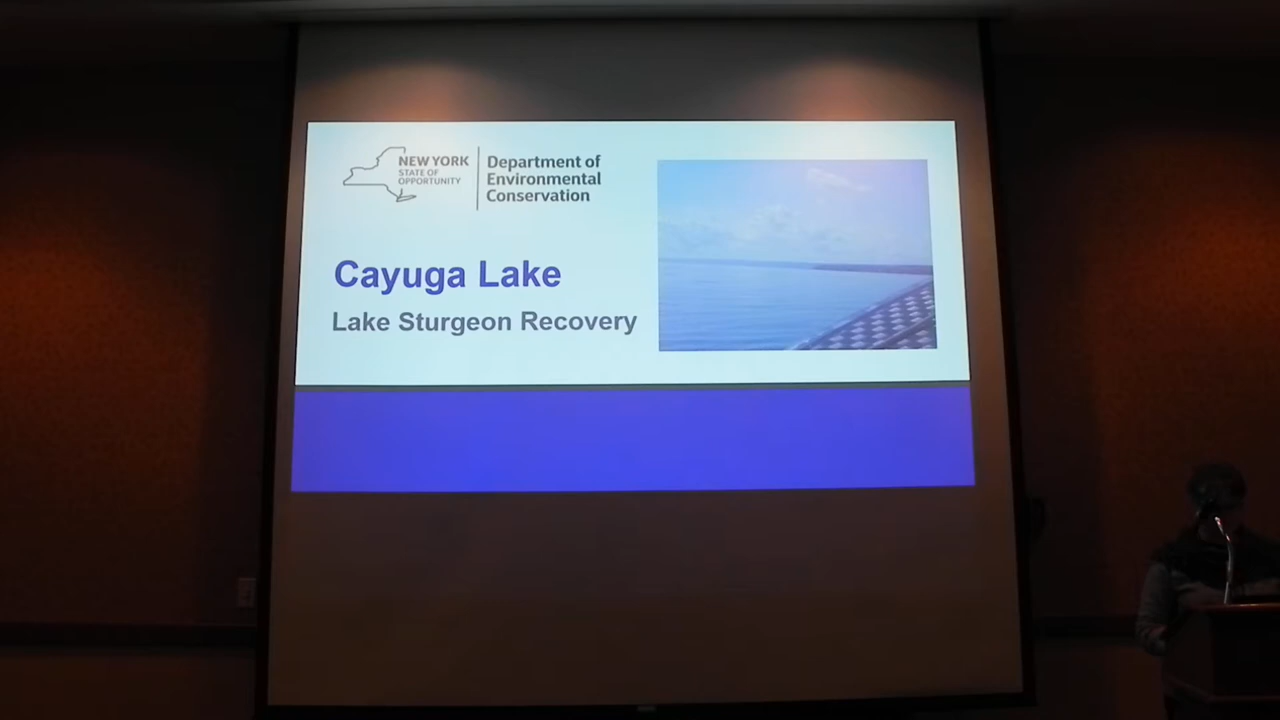 NEW YORK
STATE OF
OPPORTUNITY
Department of
Environmental
Conservation
Cayuga Lake
Lake Sturgeon Recovery